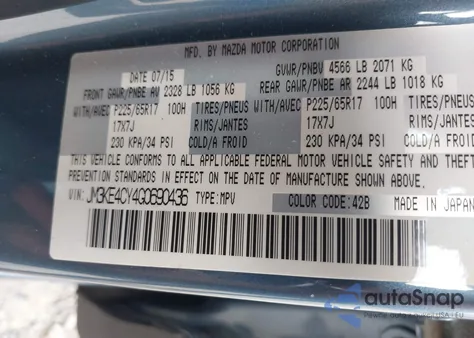 MFD. BY MAZDA MOTOR CORPORATION
DATE 07/15 GVWR/PNBV 4566 LB 2071 KG
FRONT GAWR/PNBE AV 2328 LB 1056 KG REAR GAWR/PNBE AR 2244 LB 1018 KG
WITH/AVEC P225/65R17 100H TIRES/PNEUS WITH/AVEC P225/65R17 100H TIRES/PNEUS
17X7J RIMS/JANTES 17X7J RIMS/JANTES
230 KPA/34 PSI COLD/A FROID 230 KPA/34 PSI COLD/A FROID
THIS VEHICLE CONFORMS TO ALL APPLICABLE FEDERAL MOTOR VEHICLE SAFETY
PREVENTION STANDARDS IN EFFECT ON THE DATE OF MANUFACTURE SHOWN ABOVE
VIN: JM3KE4CY4G0690436 TYPE: MPV COLOR CODE: 42B MADE IN JAPAN
autoSnap